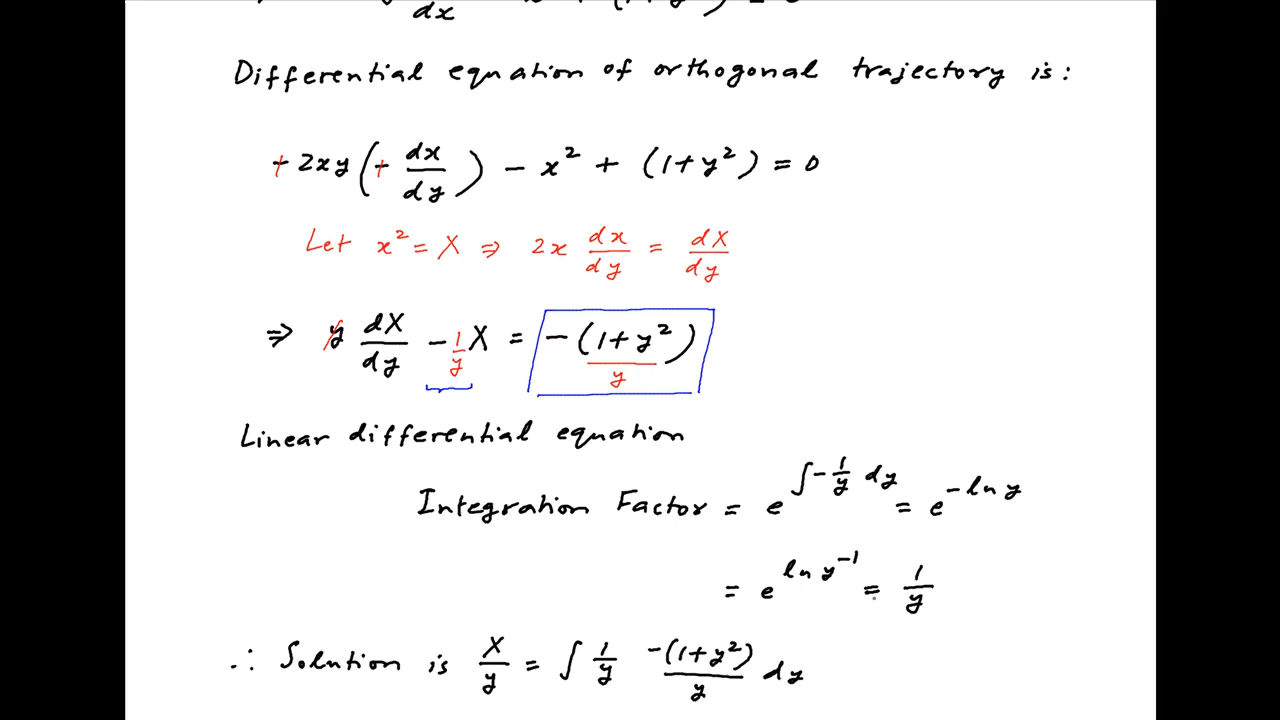 dx
Differential equation of orthogonal trajectory is:
+ 2xy (+ dx/dy) - x² + (1+y²) = 0
Let x² = X ⇒ 2x dx/dy = dX/dy
⇒ y dX/dy - 1/y X = -(1+y²)/y
Linear differential equation
Integration Factor = e^(∫-1/y dy) = e^(-ln y)
= e^(ln y^-1) = 1/y
∴ Solution is X/y = ∫ 1/y -(1+y²)/y dy